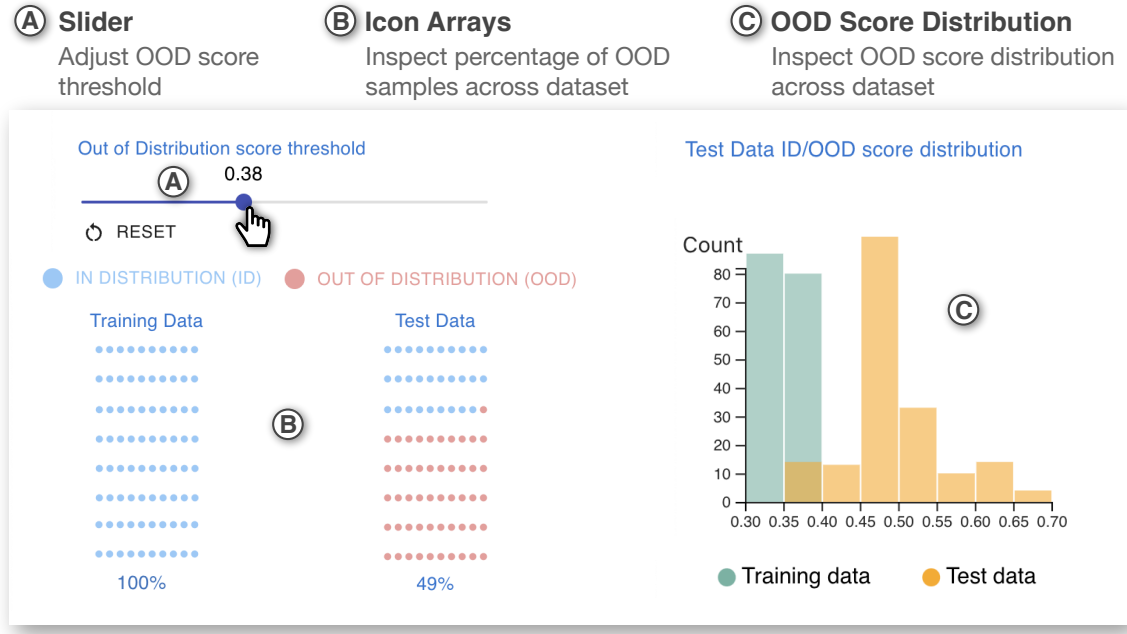 A Slider
Adjust OOD score
threshold
B Icon Arrays
Inspect percentage of OOD
samples across dataset
C OOD Score Distribution
Inspect OOD score distribution
across dataset
Out of Distribution score threshold
A
0.38
RESET
IN DISTRIBUTION (ID)
OUT OF DISTRIBUTION (OOD)
Training Data
Test Data
B
100%
49%
Test Data ID/OOD score distribution
Count
80
70
60
50
40
30
20
10
0
C
0.30 0.35 0.40 0.45 0.50 0.55 0.60 0.65 0.70
Training data
Test data